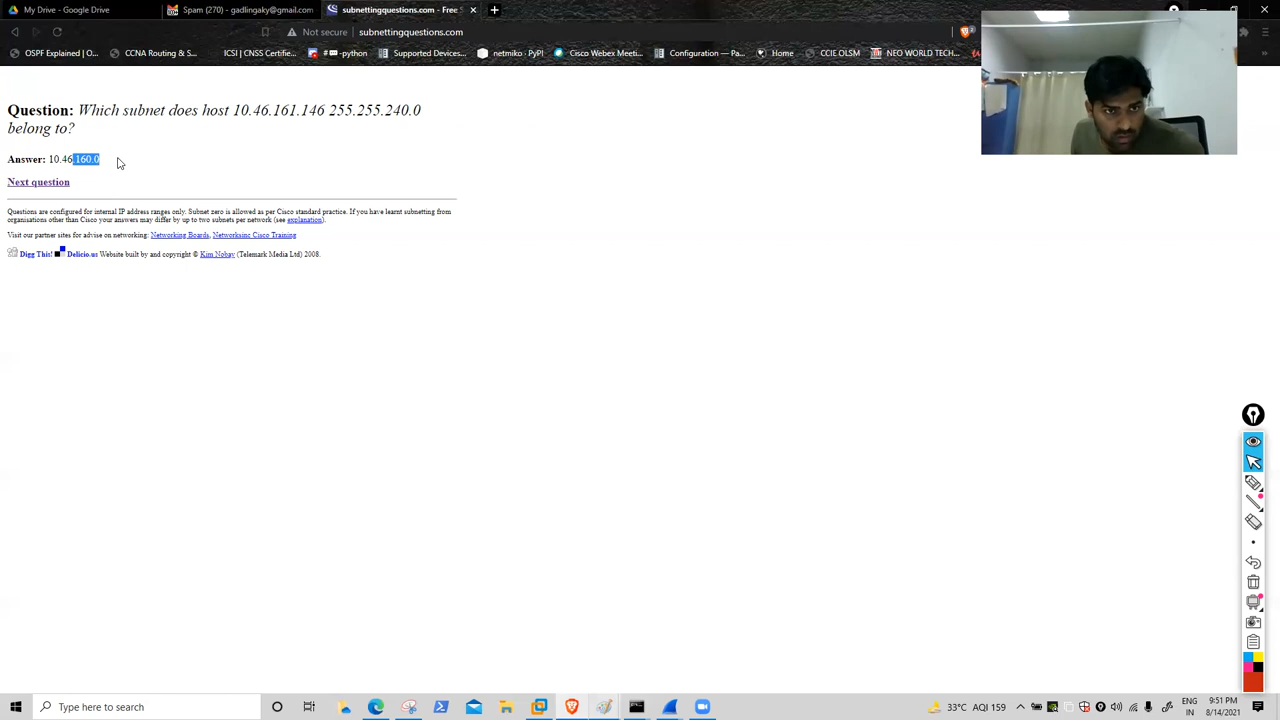 My Drive - Google Drive
Spam (270) - gadlingaky@gmail.com
subnettingquestions.com - Free S
Not secure
subnettingquestions.com
2
OSPF Explained | O...
CCNA Routing & S...
ICSI | CNSS Certifie...
#️⃣ --python
Supported Devices...
netmiko · PyPI
Cisco Webex Meeti...
Configuration — Pa...
Home
CCIE OLSM
NEO WORLD TECH...
Question: Which subnet does host 10.46.161.146 255.255.240.0
belong to?
Answer: 10.46.160.0
Next question
Questions are configured for internal IP address ranges only. Subnet zero is allowed as per Cisco standard practice. If you have learnt subnetting from
organisations other than Cisco your answers may differ by up to two subnets per network (see explanation).
Visit our partner sites for advise on networking: Networking Boards, Networksinc Cisco Training
Digg This! Delicio.us Website built by and copyright © Kim Nobay (Telemark Media Ltd) 2008.
Type here to search
33°C AQI 159
ENG
IN
9:51 PM
8/14/2021